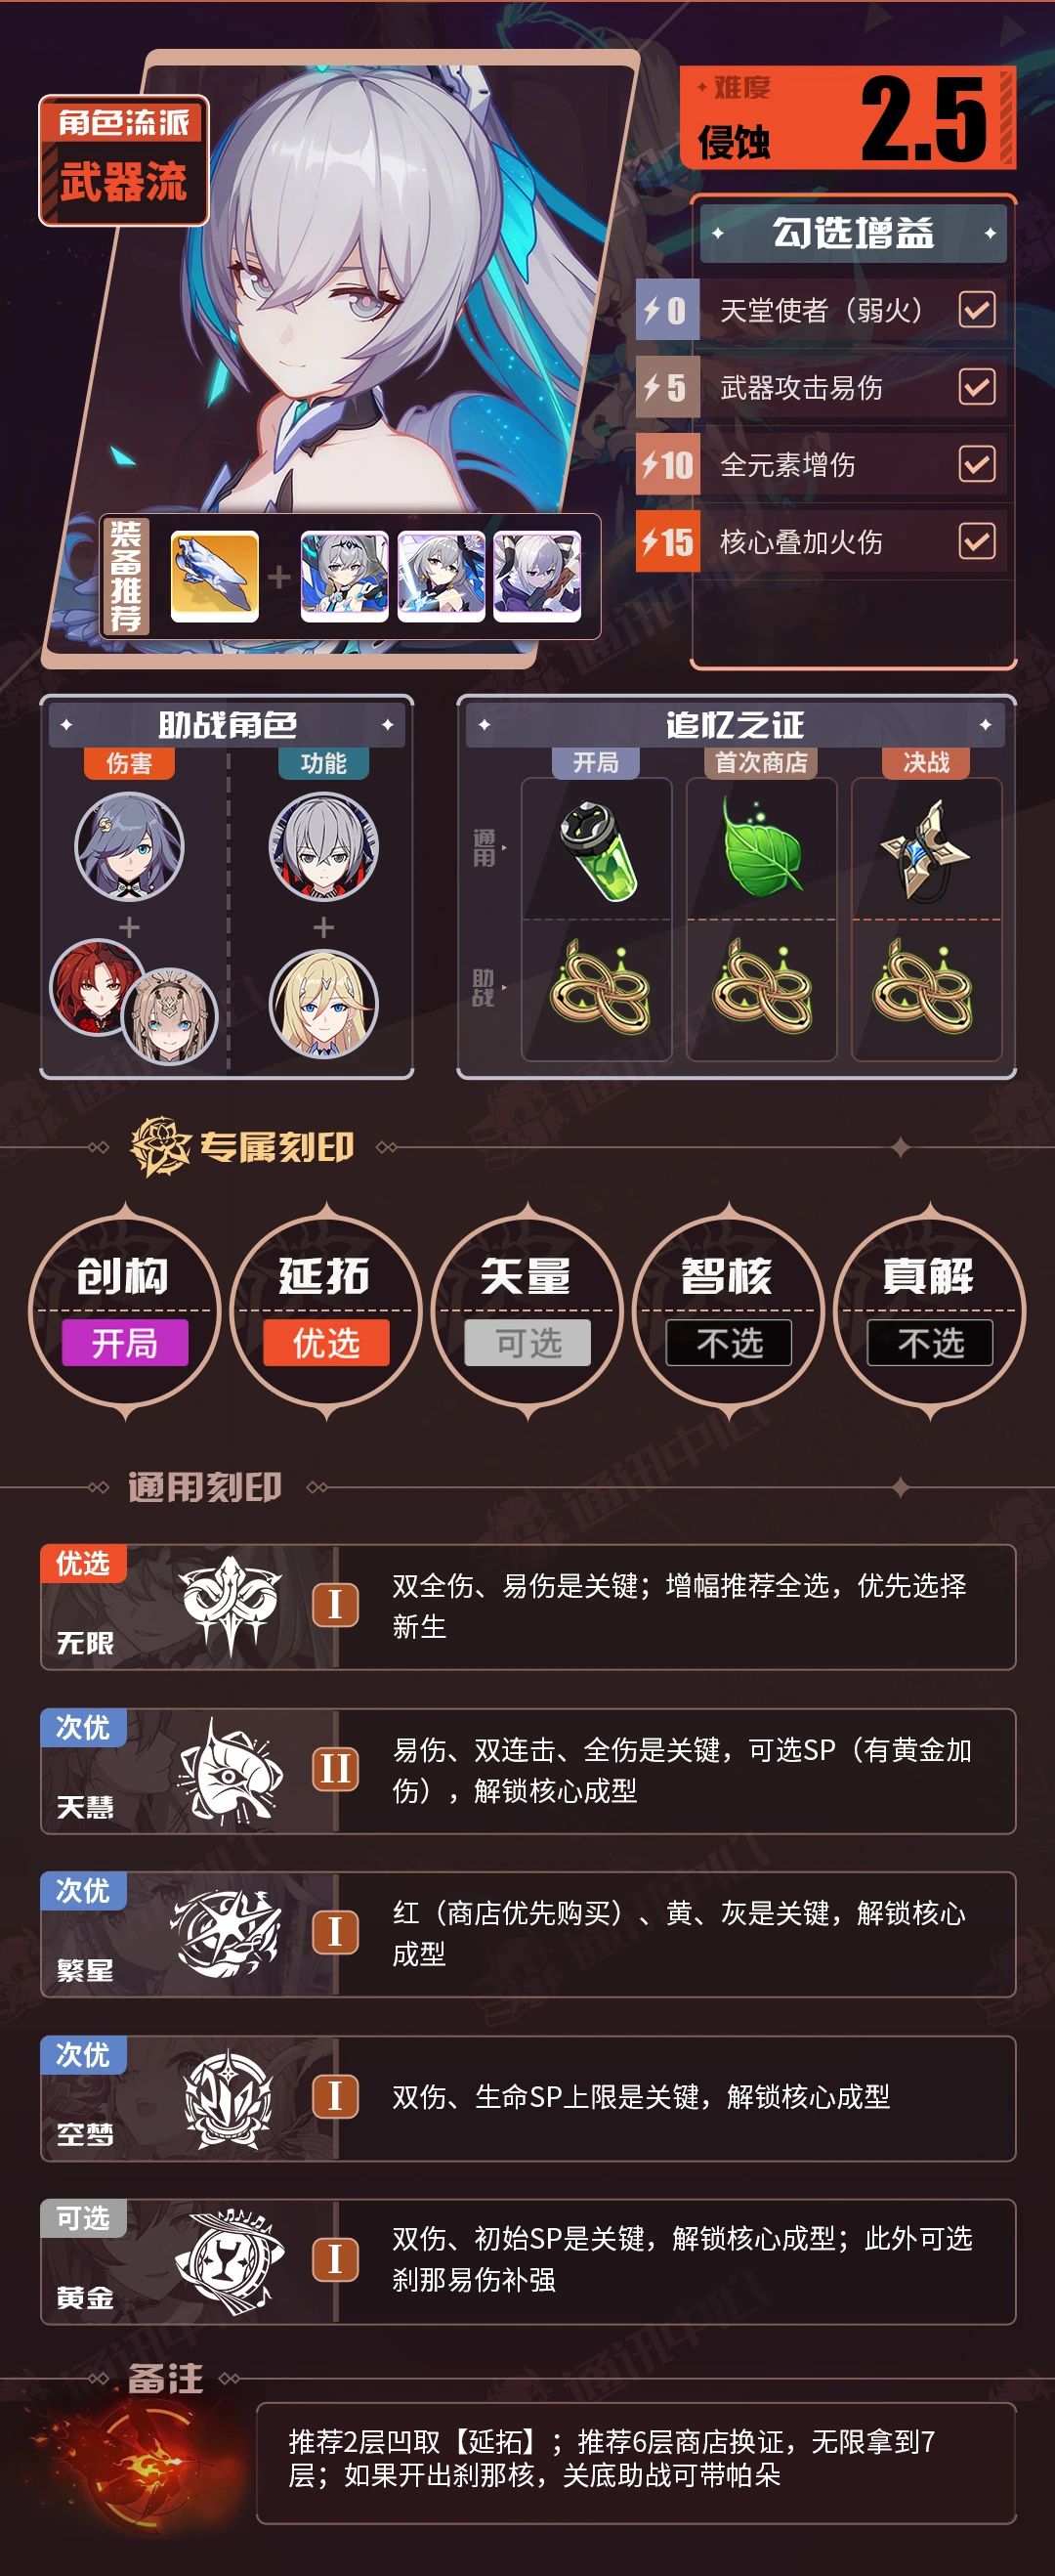 角色流派
武器流
难度
侵蚀
2.5
勾选增益
0 天堂使者（弱火）
5 武器攻击易伤
10 全元素增伤
15 核心叠加火伤
装备推荐
助战角色
伤害
功能
追忆之证
开局
首次商店
决战
通用
助战
专属刻印
创构
开局
延拓
优选
矢量
可选
智核
不选
真解
不选
通用刻印
优选
无限
I
双全伤、易伤是关键；增幅推荐全选，优先选择
新生
次优
天慧
II
易伤、双连击、全伤是关键，可选SP（有黄金加
伤），解锁核心成型
次优
繁星
I
红（商店优先购买）、黄、灰是关键，解锁核心
成型
次优
空梦
I
双伤、生命SP上限是关键，解锁核心成型
可选
黄金
I
双伤、初始SP是关键，解锁核心成型；此外可选
刹那易伤补强
备注
推荐2层凹取【延拓】；推荐6层商店换证，无限拿到7
层；如果开出刹那核，关底助战可带帕朵